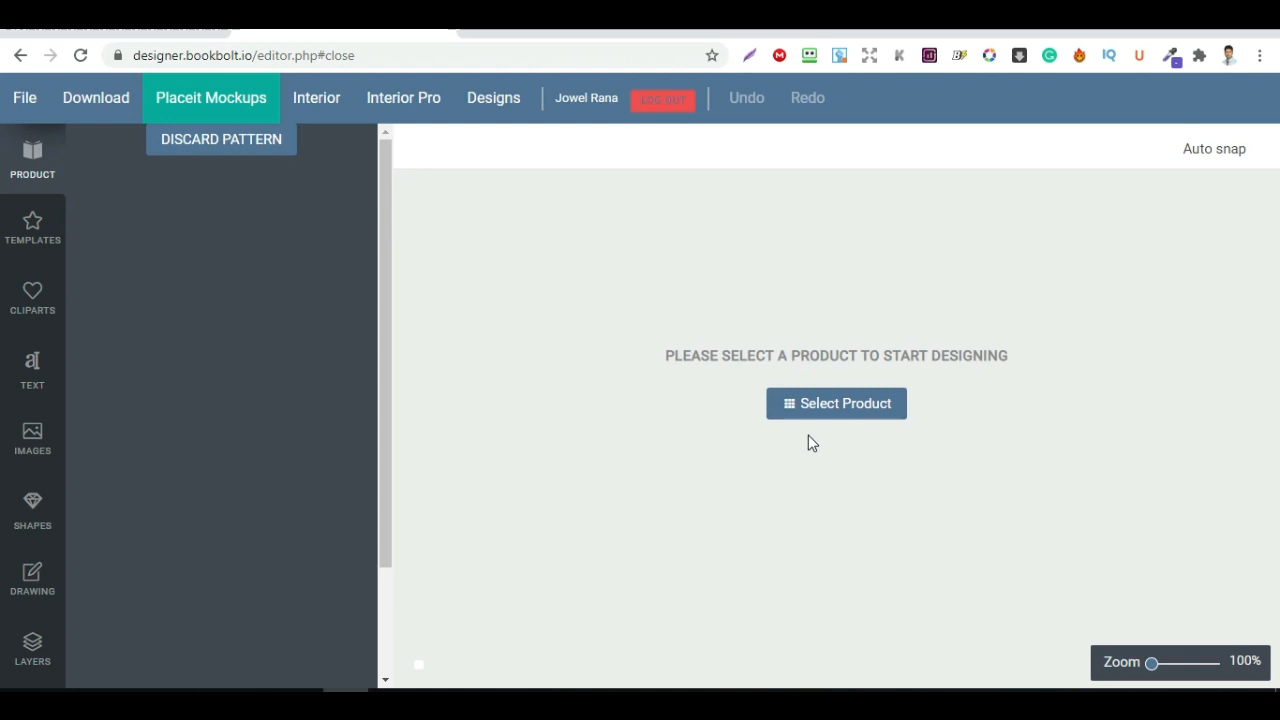 designer.bookbolt.io/editor.php#close
File Download Placeit Mockups Interior Interior Pro Designs Jowel Rana LOG OUT Undo Redo
DISCARD PATTERN
Auto snap
PRODUCT
TEMPLATES
CLIPARTS
TEXT
IMAGES
SHAPES
DRAWING
LAYERS
PLEASE SELECT A PRODUCT TO START DESIGNING
Select Product
Zoom 100%